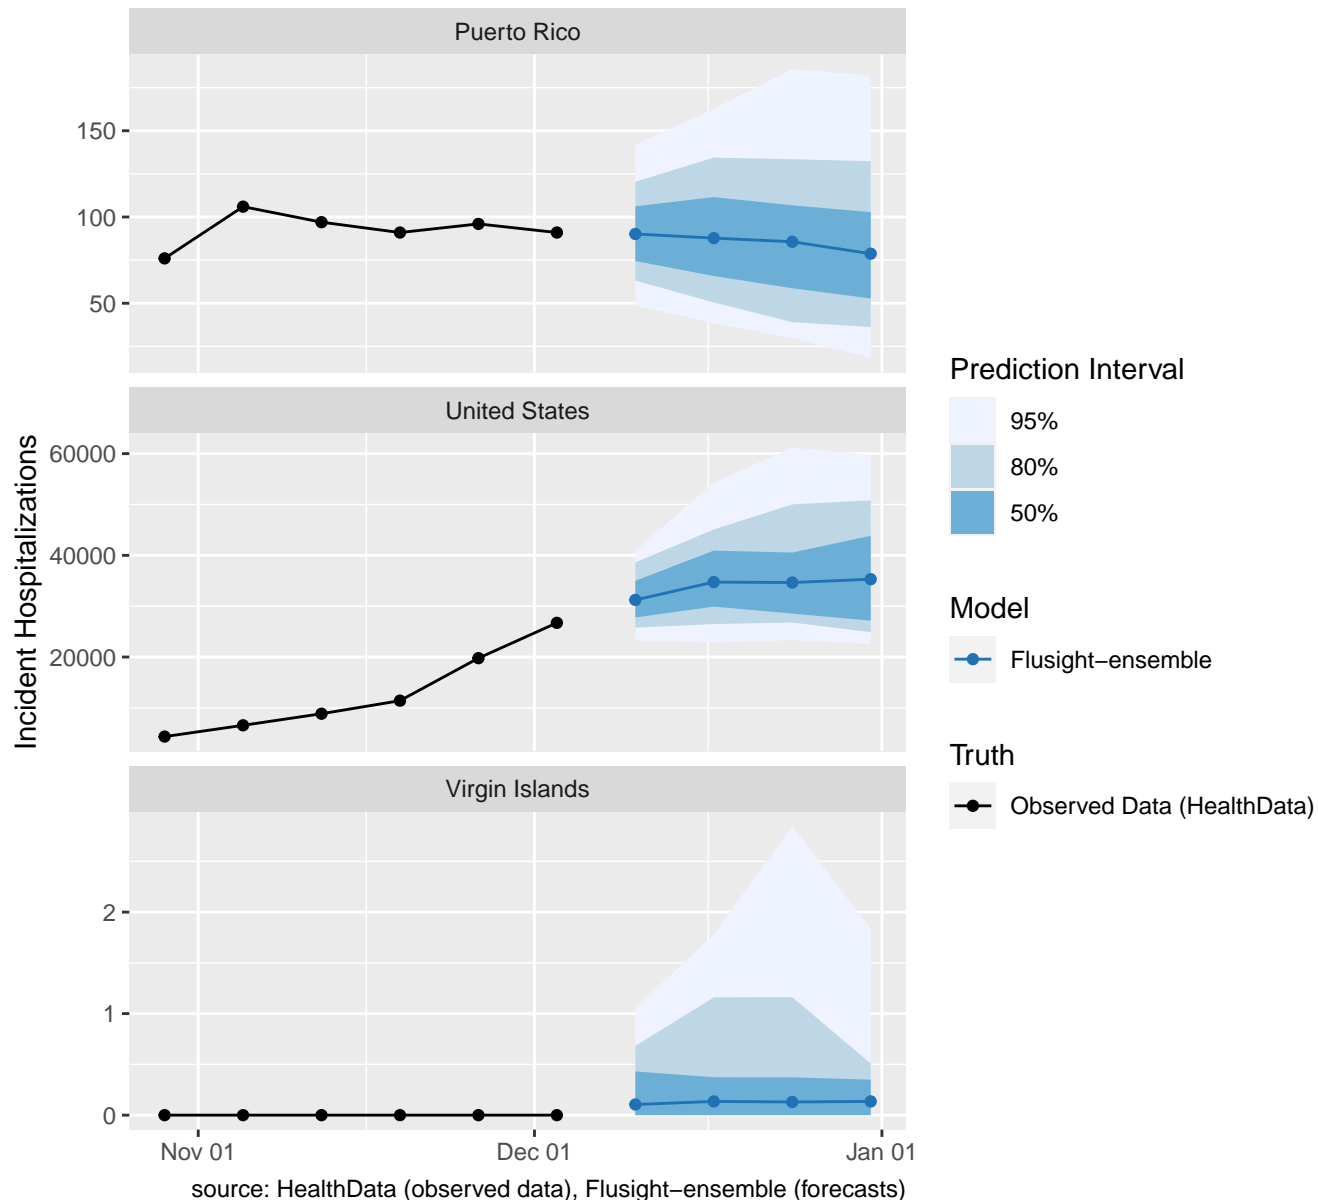 Puerto Rico
150
100
50
United States
60000
40000
20000
Virgin Islands
2
1
0
Nov 01
Dec 01
Jan 01
Incident Hospitalizations
source: HealthData (observed data), Flusight−ensemble (forecasts)
Prediction Interval
95%
80%
50%
Model
Flusight−ensemble
Truth
Observed Data (HealthData)